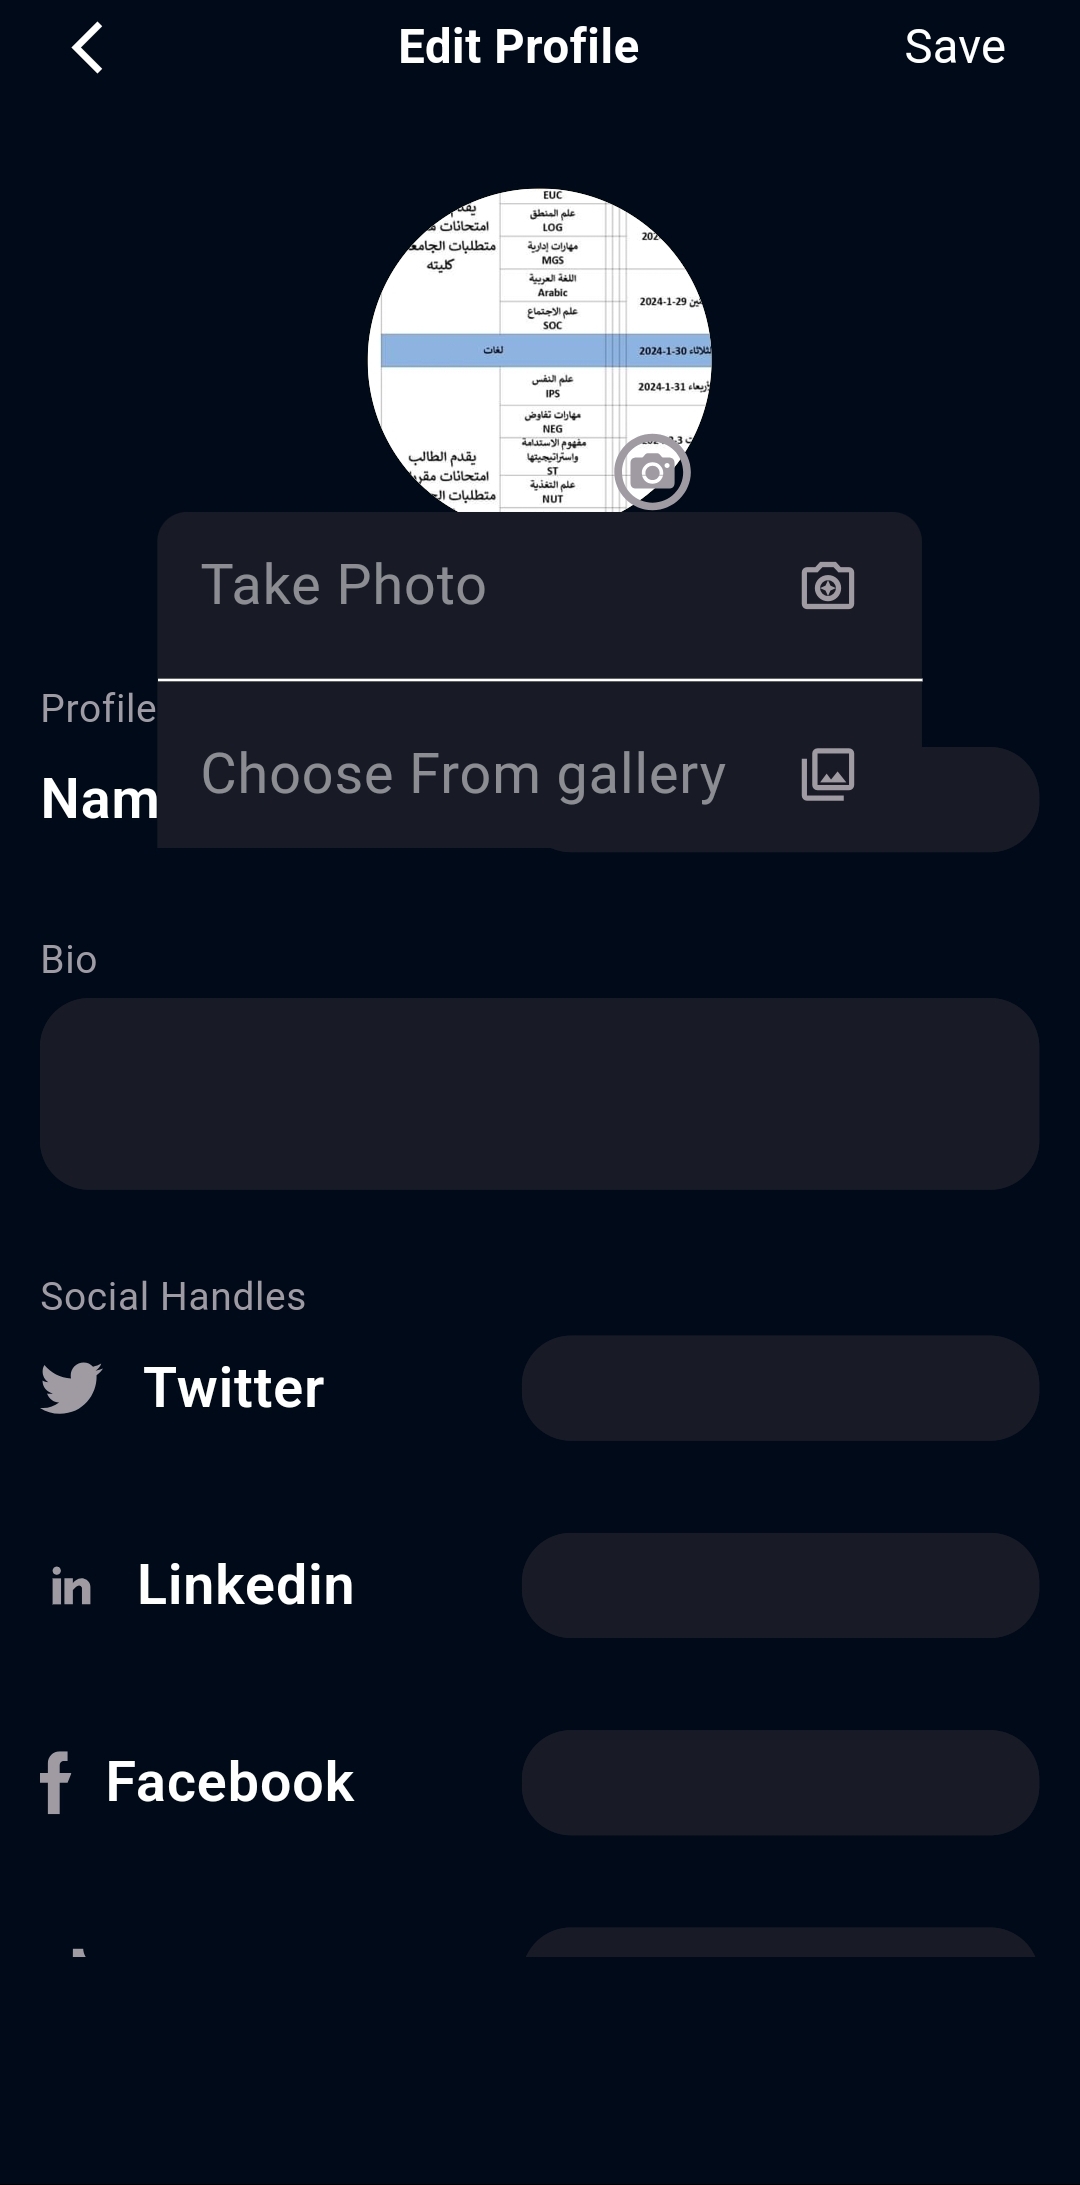 Edit Profile
Save
EUC
علم المنطق
LOG
مهارات إدارية
MGS
اللغة العربية
Arabic
علم الاجتماع
SOC
امتحانات
كليته
29-1-2024
لغات
30-1-2024
علم النفس
IPS
31-1-2024
مهارات تفاوض
NEG
مفهوم الاستدامة
واستراتيجيتها
ST
علم التغذية
NUT
يقدم الطالب
امتحانات
متطلبات
Take Photo
Choose From gallery
Profile
Nam
Bio
Social Handles
Twitter
in
Linkedin
Facebook